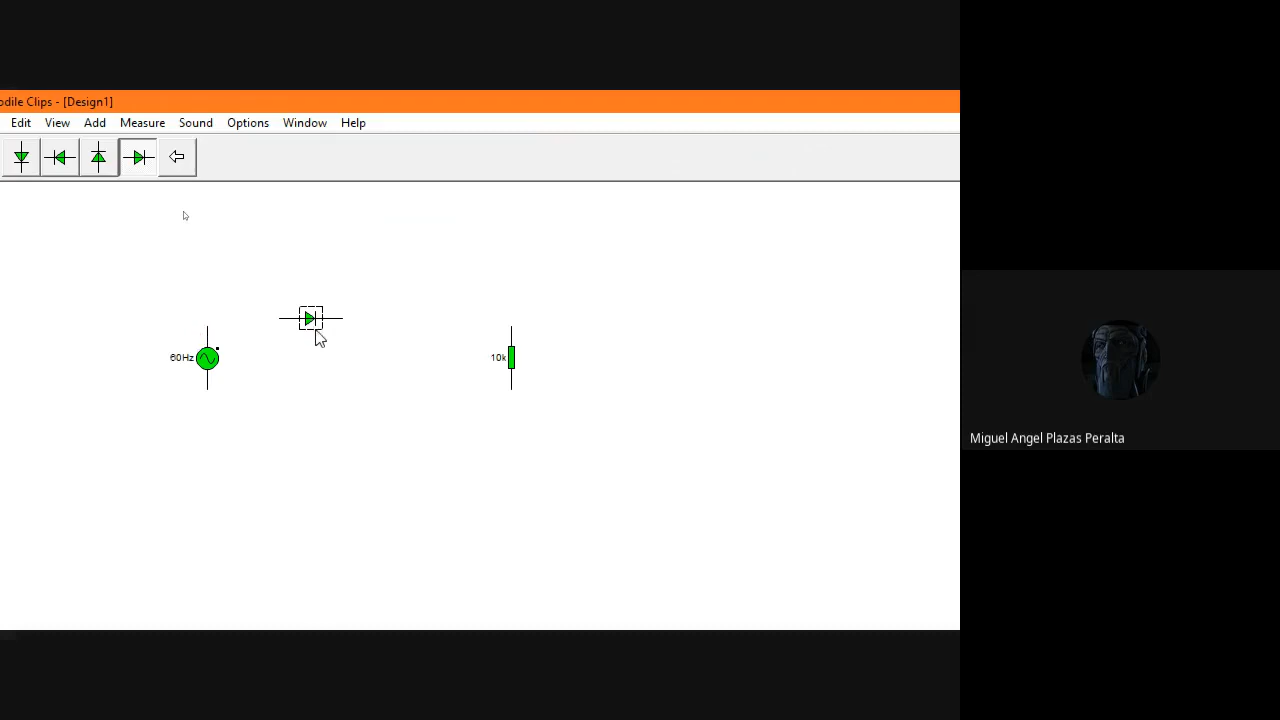 odile Clips - [Design1]
Edit View Add Measure Sound Options Window Help
60Hz
10k
Miguel Angel Plazas Peralta